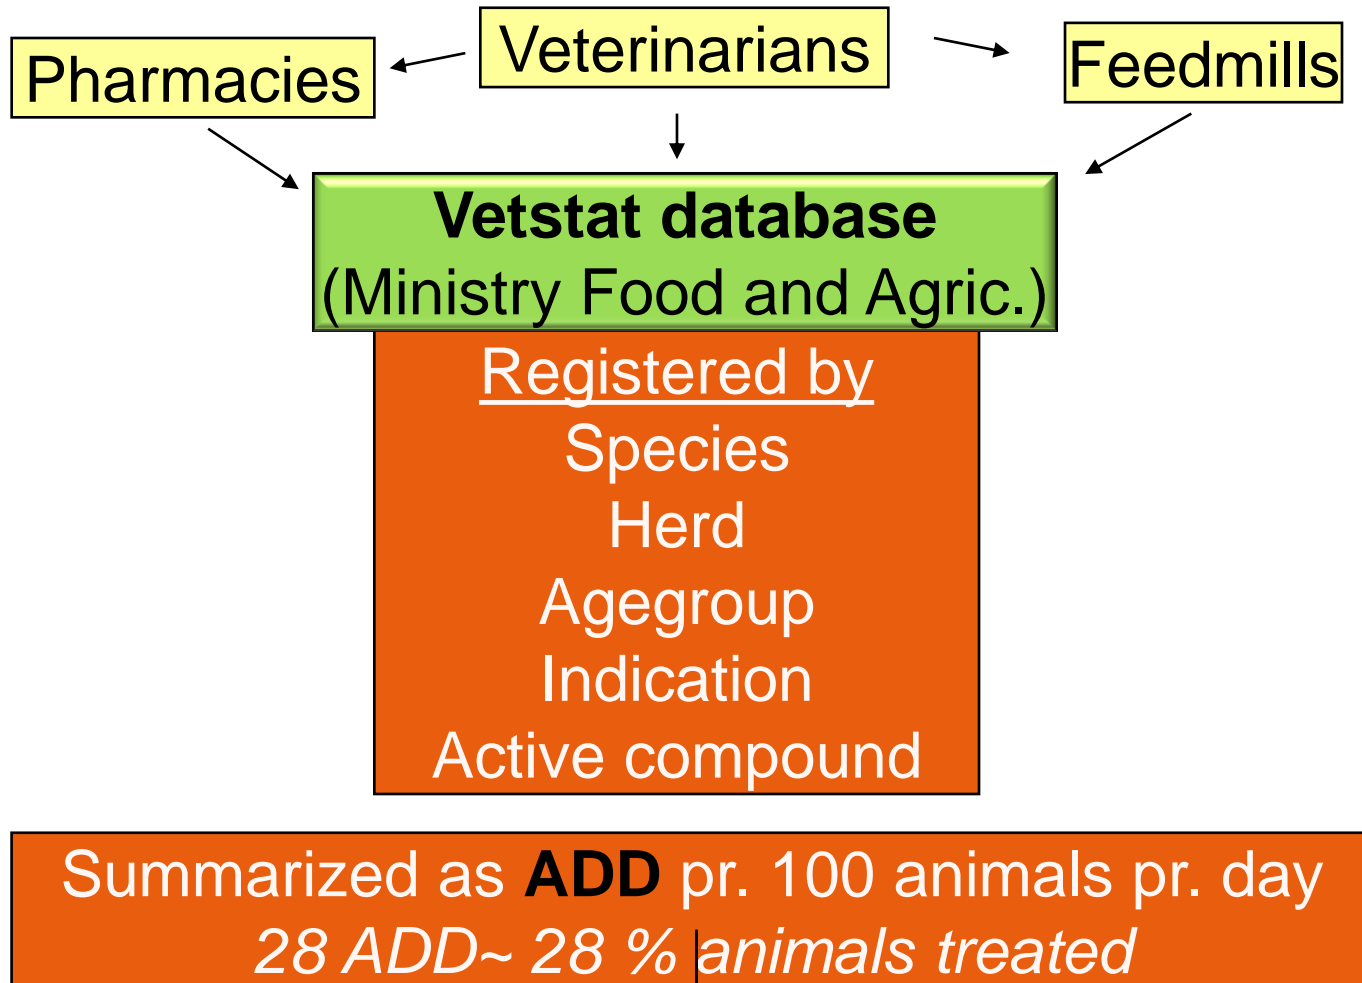 Veterinarians
Pharmacies
Feedmills
Vetstat database
(Ministry Food and Agric.)
Registered by
Species
Herd
Agegroup
Indication
Active compound
Summarized as ADD pr. 100 animals pr. day
28 ADD~ 28 % animals treated